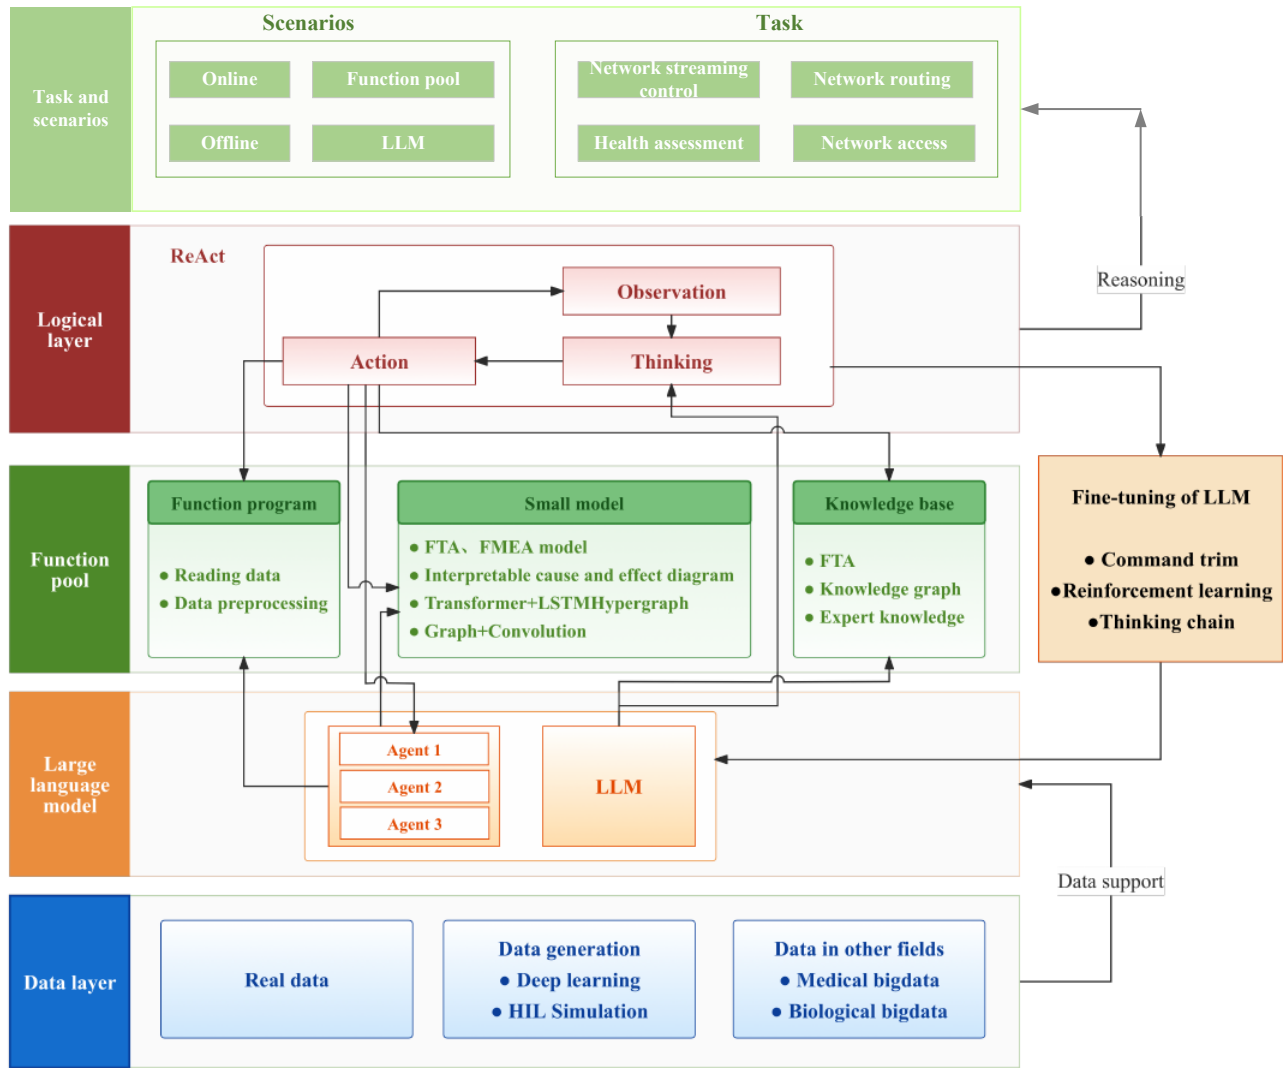 Scenarios
Task
Task and
scenarios
Online
Function pool
Offline
LLM
Network streaming
control
Network routing
Health assessment
Network access
Reasoning
Logical
layer
ReAct
Observation
Action
Thinking
Function
pool
Function program
● Reading data
● Data preprocessing
Small model
● FTA、FMEA model
● Interpretable cause and effect diagram
● Transformer+LSTMHypergraph
● Graph+Convolution
Knowledge base
● FTA
● Knowledge graph
● Expert knowledge
Fine-tuning of LLM
● Command trim
●Reinforcement learning
●Thinking chain
Large
language
model
Agent 1
Agent 2
Agent 3
LLM
Data support
Data layer
Real data
Data generation
● Deep learning
● HIL Simulation
Data in other fields
● Medical bigdata
● Biological bigdata